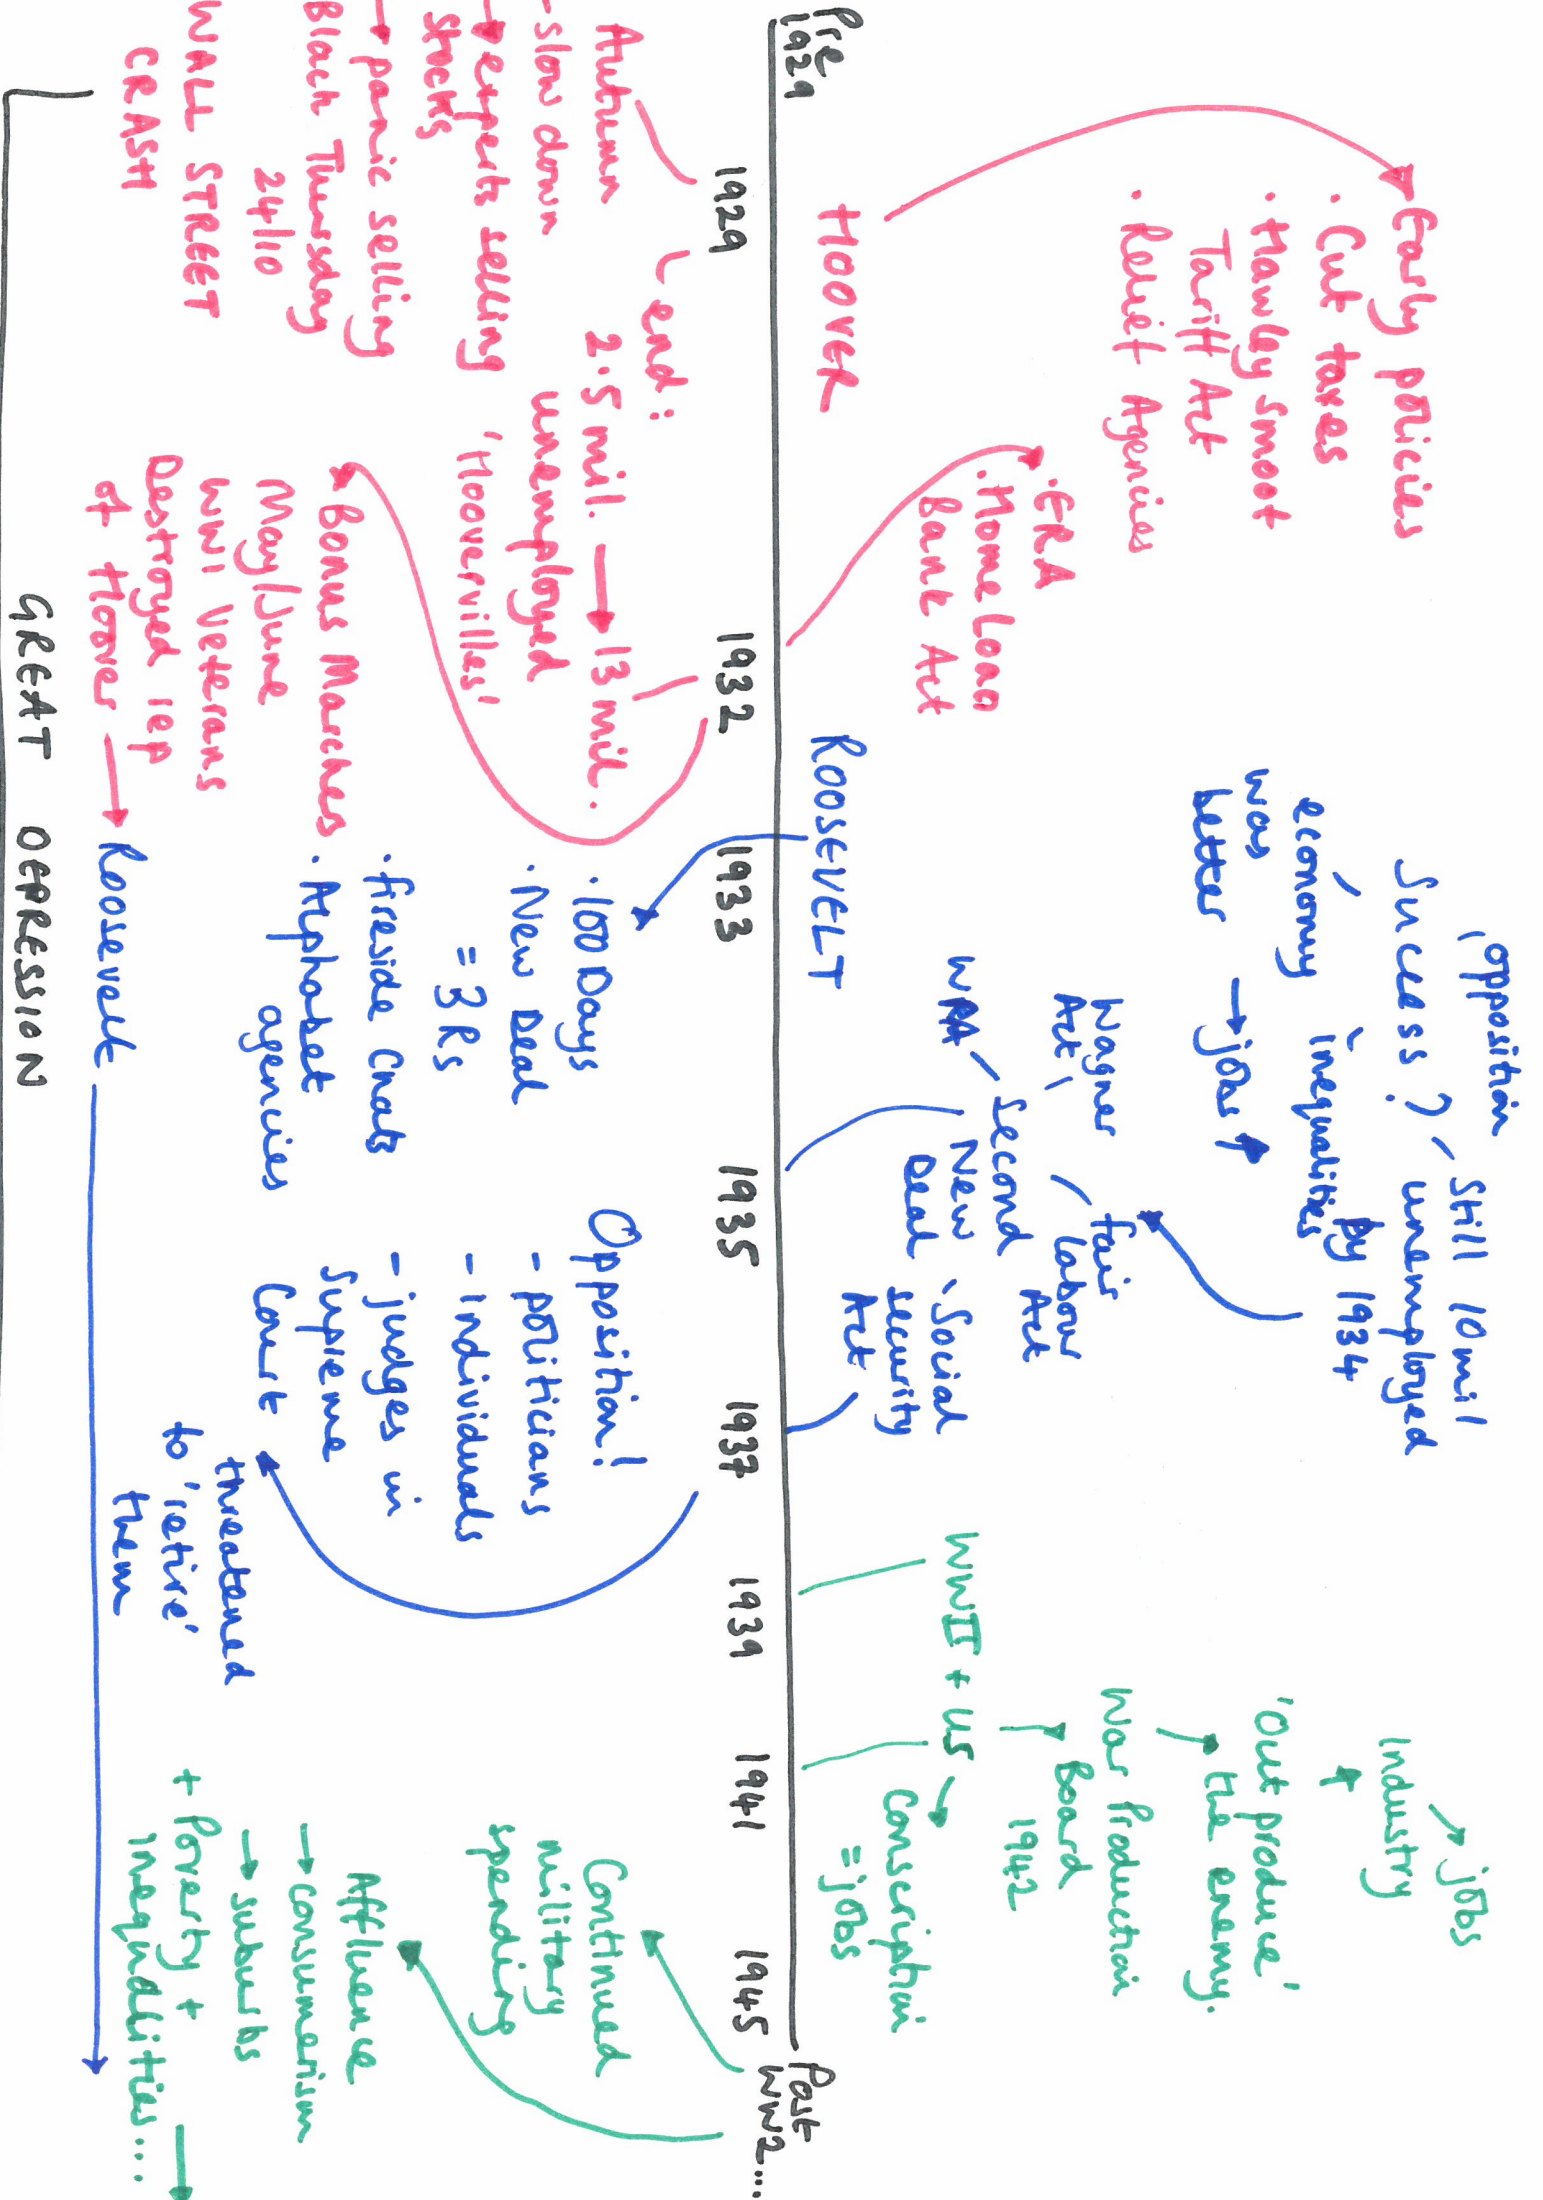 Early policies
· Cut taxes
· Hawley Smoot
Tariff Act
· Relief Agencies
HOOVER
· ERA
· Home Loan
Bank Act
ROOSEVELT
opposition
Success? - Still 10 mil
unemployed
by 1934
economy
was
better
inequalities
→ jobs ↑
Wagner
Act
WPA
Second
New
Deal
Fair
Labour
Act
Social
Security
Act
WWII + US
→ Conscription
= jobs
War Production
Board
1942
'Out produce'
the enemy.
Industry
→ jobs
Pre
1929
1929
1932
1933
1935
1937
1939
1941
1945
Post
WW2...
Autumn
- slow down
→ experts selling
stocks
→ panic selling
Black Thursday
24/10
WALL STREET
CRASH
end:
2.5 mil. → 13 mil.
unemployed
'Hoovervilles'
Bonus Marches
May/June
WW1 Veterans
Destroyed rep
of Hoover → Roosevelt
· 100 Days
· New Deal
= 3 Rs
· fireside Chats
· Alphabet
agencies
Opposition!
- politicians
- individuals
- judges in
Supreme
Court
threatened
to 'retire'
them
Continued
military
spending
Affluence
→ consumerism
→ suburbs
+ Poverty +
inequalities.... →
GREAT DEPRESSION